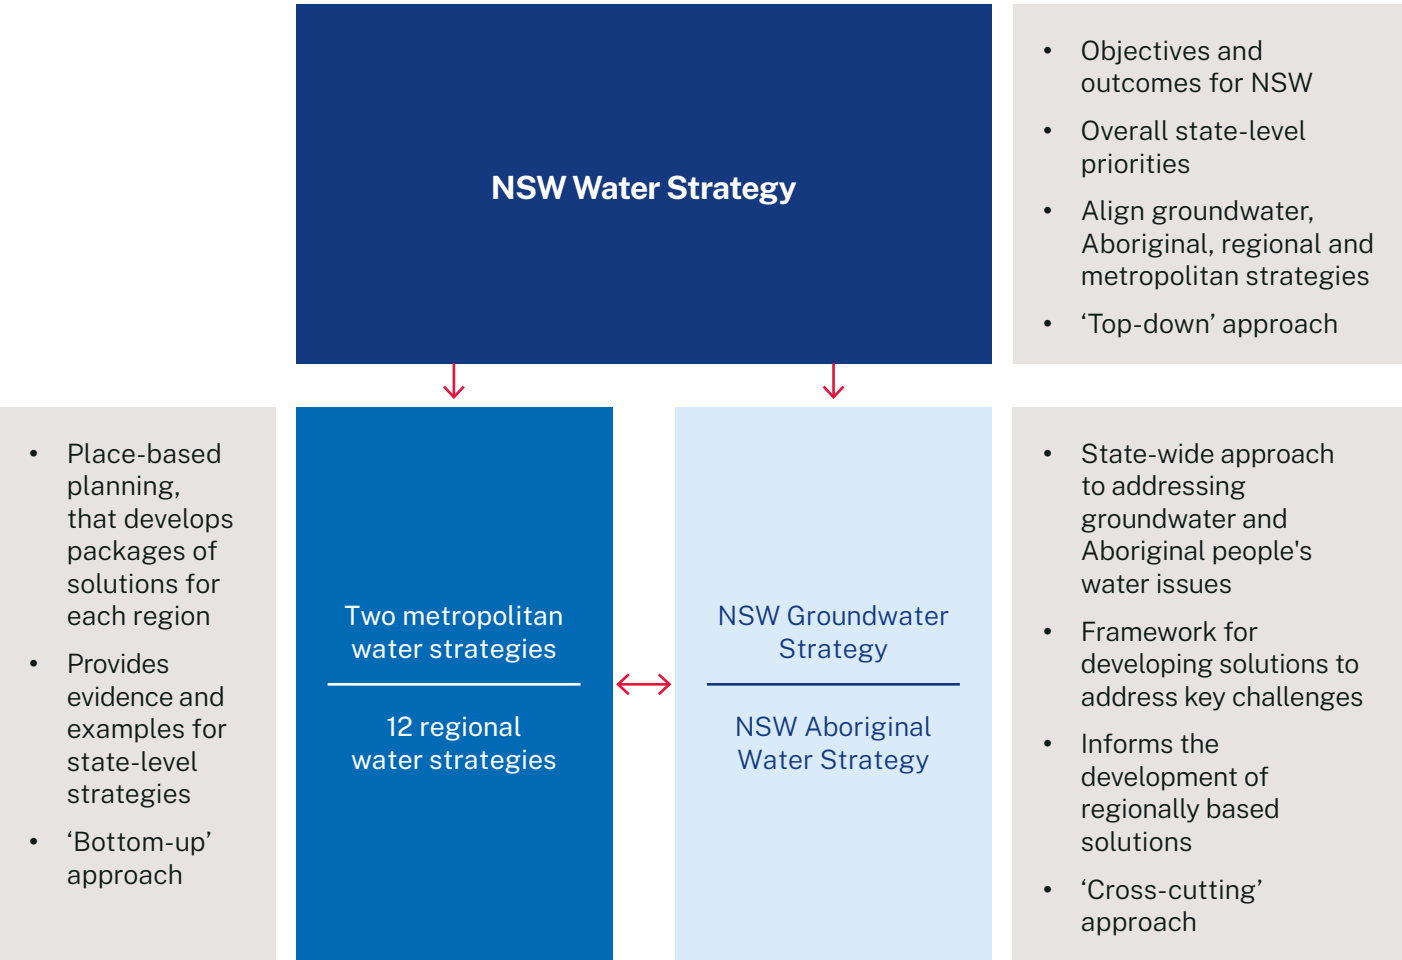 NSW Water Strategy
• Objectives and
outcomes for NSW
• Overall state-level
priorities
• Align groundwater,
Aboriginal, regional and
metropolitan strategies
• ‘Top-down’ approach
• Place-based
planning,
that develops
packages of
solutions for
each region
• Provides
evidence and
examples for
state-level
strategies
• ‘Bottom-up’
approach
Two metropolitan
water strategies
12 regional
water strategies
NSW Groundwater
Strategy
NSW Aboriginal
Water Strategy
• State-wide approach
to addressing
groundwater and
Aboriginal people's
water issues
• Framework for
developing solutions to
address key challenges
• Informs the
development of
regionally based
solutions
• ‘Cross-cutting’
approach